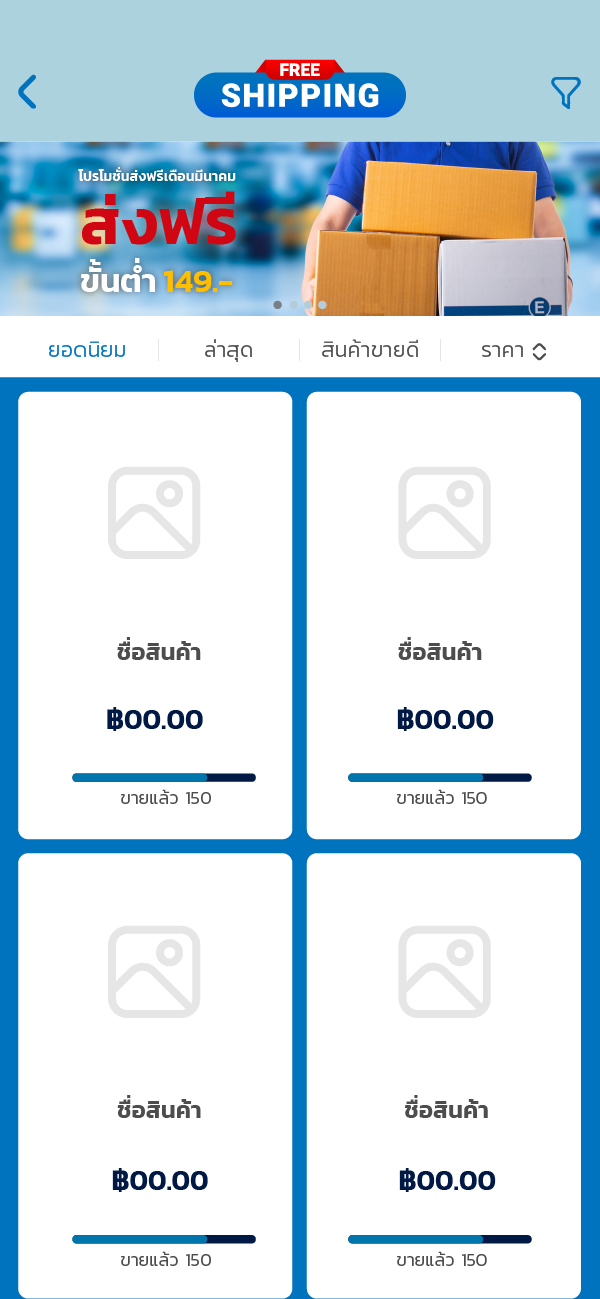 FREE
SHIPPING
โปรโมชั่นส่งฟรีเดือนมีนาคม
ส่งฟรี
ขั้นต่ำ 149.-
E
ยอดนิยม ล่าสุด สินค้าขายดี ราคา
ชื่อสินค้า ชื่อสินค้า
฿00.00 ฿00.00
ขายแล้ว 150 ขายแล้ว 150
ชื่อสินค้า ชื่อสินค้า
฿00.00 ฿00.00
ขายแล้ว 150 ขายแล้ว 150